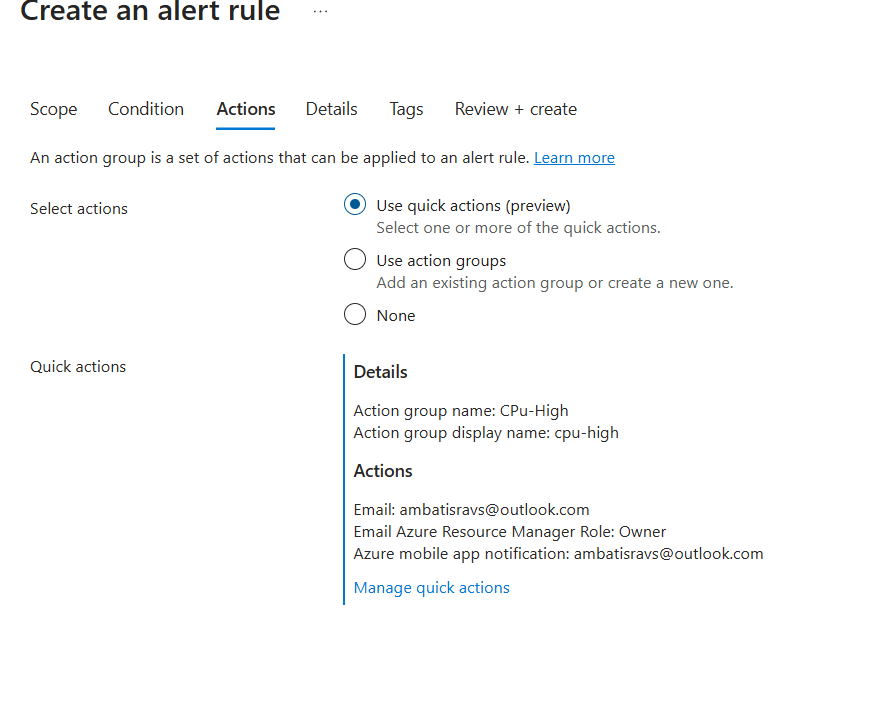 Create an alert rule ...
Scope Condition Actions Details Tags Review + create
An action group is a set of actions that can be applied to an alert rule. Learn more
Select actions
Use quick actions (preview)
Select one or more of the quick actions.
Use action groups
Add an existing action group or create a new one.
None
Quick actions
Details
Action group name: CPu-High
Action group display name: cpu-high
Actions
Email: ambatisravs@outlook.com
Email Azure Resource Manager Role: Owner
Azure mobile app notification: ambatisravs@outlook.com
Manage quick actions